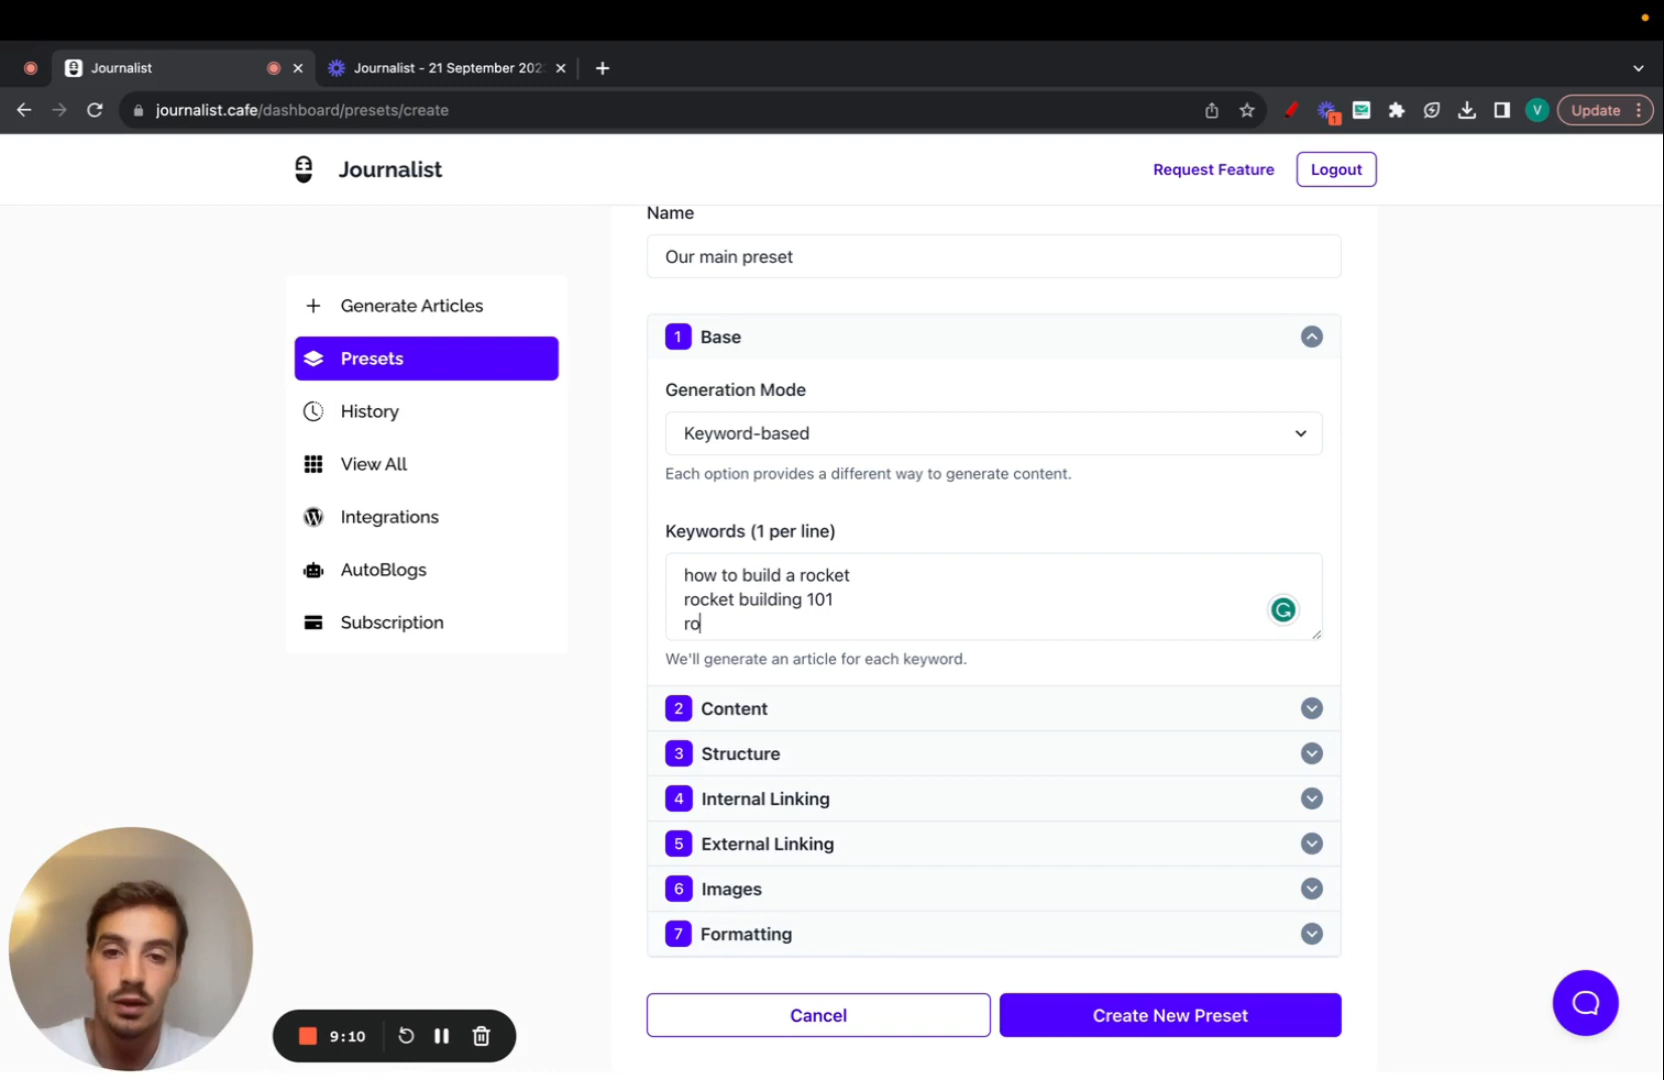 Journalist
Journalist - 21 September 202
journalist.cafe/dashboard/presets/create
1
V
Update
Journalist
Request Feature
Logout
Generate Articles
Presets
History
View All
Integrations
AutoBlogs
Subscription
Name
Our main preset
1 Base
Generation Mode
Keyword-based
Each option provides a different way to generate content.
Keywords (1 per line)
how to build a rocket
rocket building 101
ro
We'll generate an article for each keyword.
2 Content
3 Structure
4 Internal Linking
5 External Linking
6 Images
7 Formatting
Cancel
Create New Preset
9:10